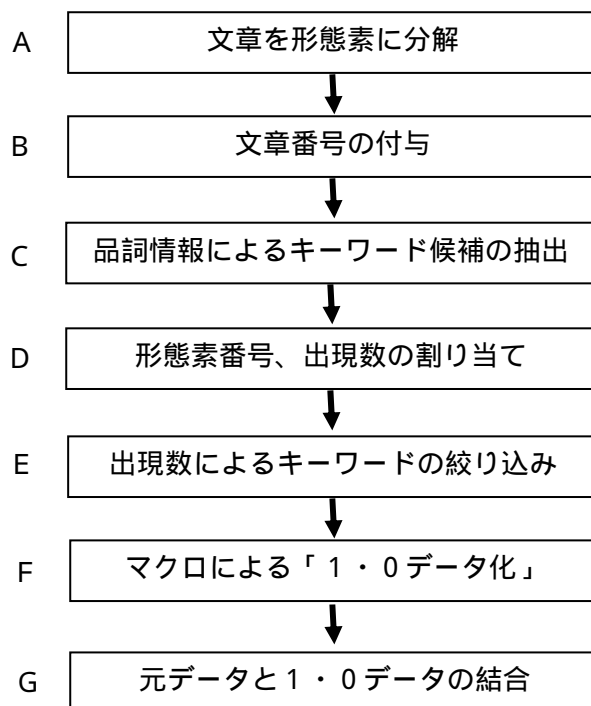 A 文章を形態素に分解
B 文章番号の付与
C 品詞情報によるキーワード候補の抽出
D 形態素番号、出現数の割り当て
E 出現数によるキーワードの絞り込み
F マクロによる「1・0データ化」
G 元データと1・0データの結合